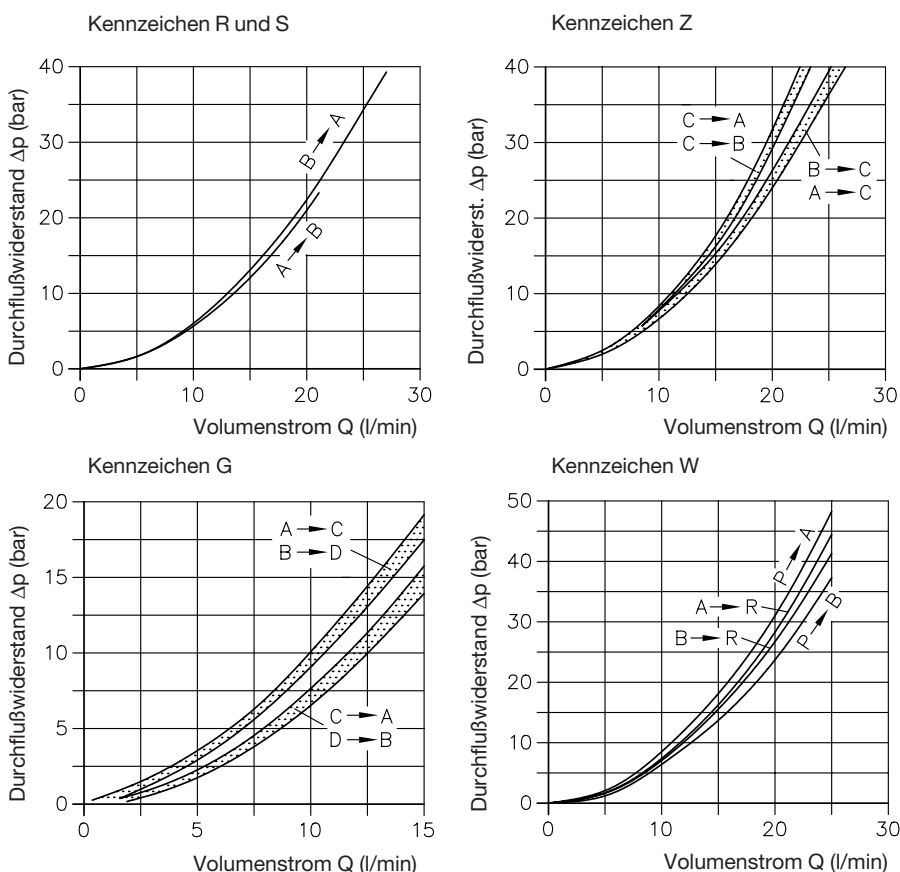 Kennzeichen R und S
Durchflußwiderstand Δp (bar)
40
30
20
10
0
B → A
A → B
0 10 20 30
Volumenstrom Q (l/min)
Kennzeichen Z
Durchflußwiderst. Δp (bar)
40
30
20
10
0
C → A
C → B
B → C
A → C
0 10 20 30
Volumenstrom Q (l/min)
Kennzeichen G
Durchflußwiderstand Δp (bar)
20
15
10
5
0
A → C
B → D
C → A
D → B
0 5 10 15
Volumenstrom Q (l/min)
Kennzeichen W
Durchflußwiderstand Δp (bar)
50
40
30
20
10
0
P → A
A → R
B → R
P → B
0 10 20 30
Volumenstrom Q (l/min)